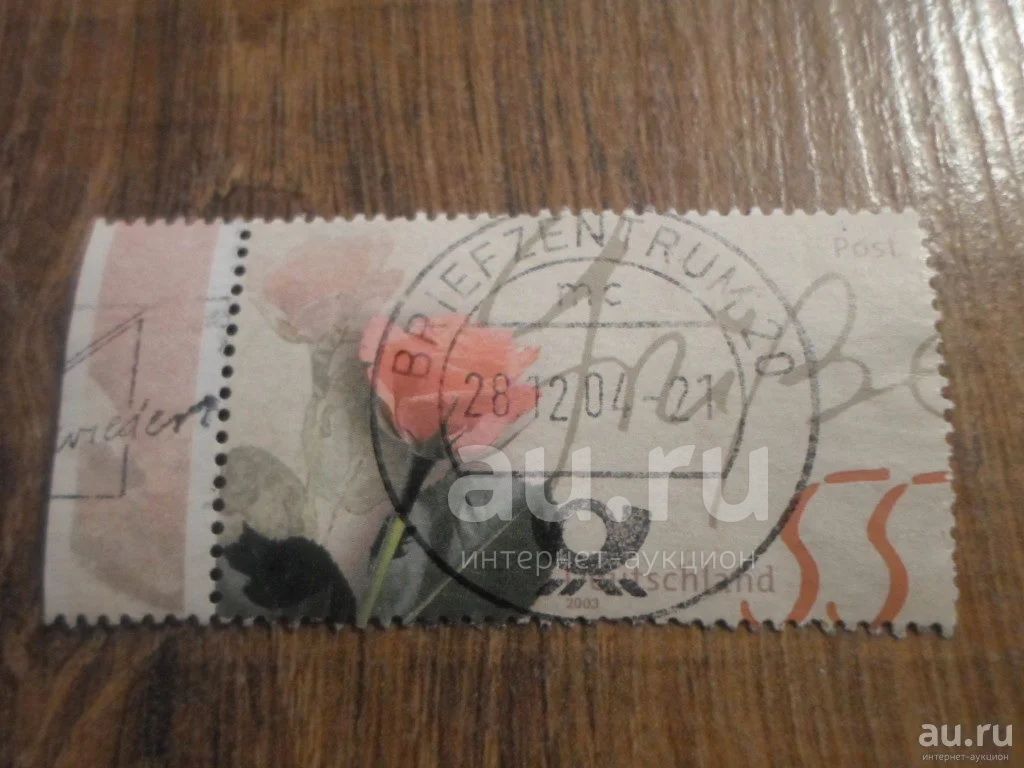 Post
BRIEFZENTRUM 20
mc
28.12.04.-21
wiedert
au.ru
интернет-аукцион
Deutschland
2003
55
au.ru
интернет-аукцион